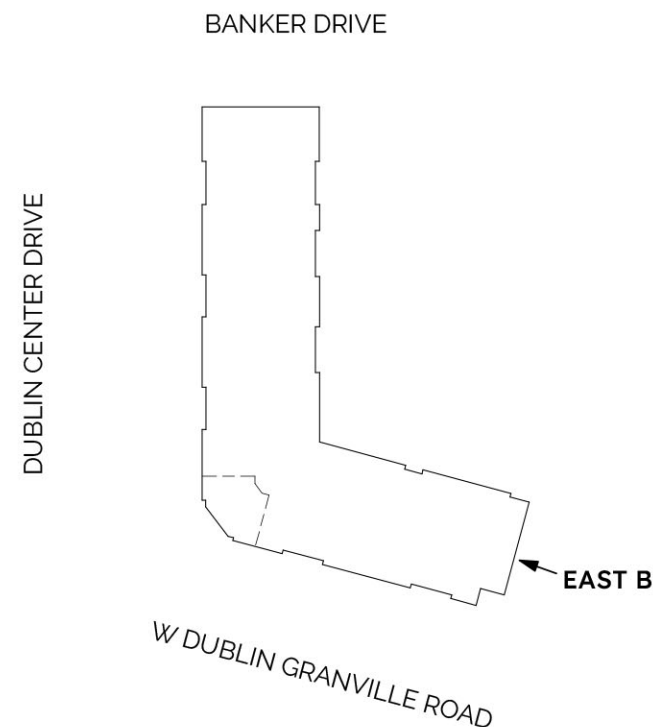 BANKER DRIVE
DUBLIN CENTER DRIVE
EAST B
W DUBLIN GRANVILLE ROAD